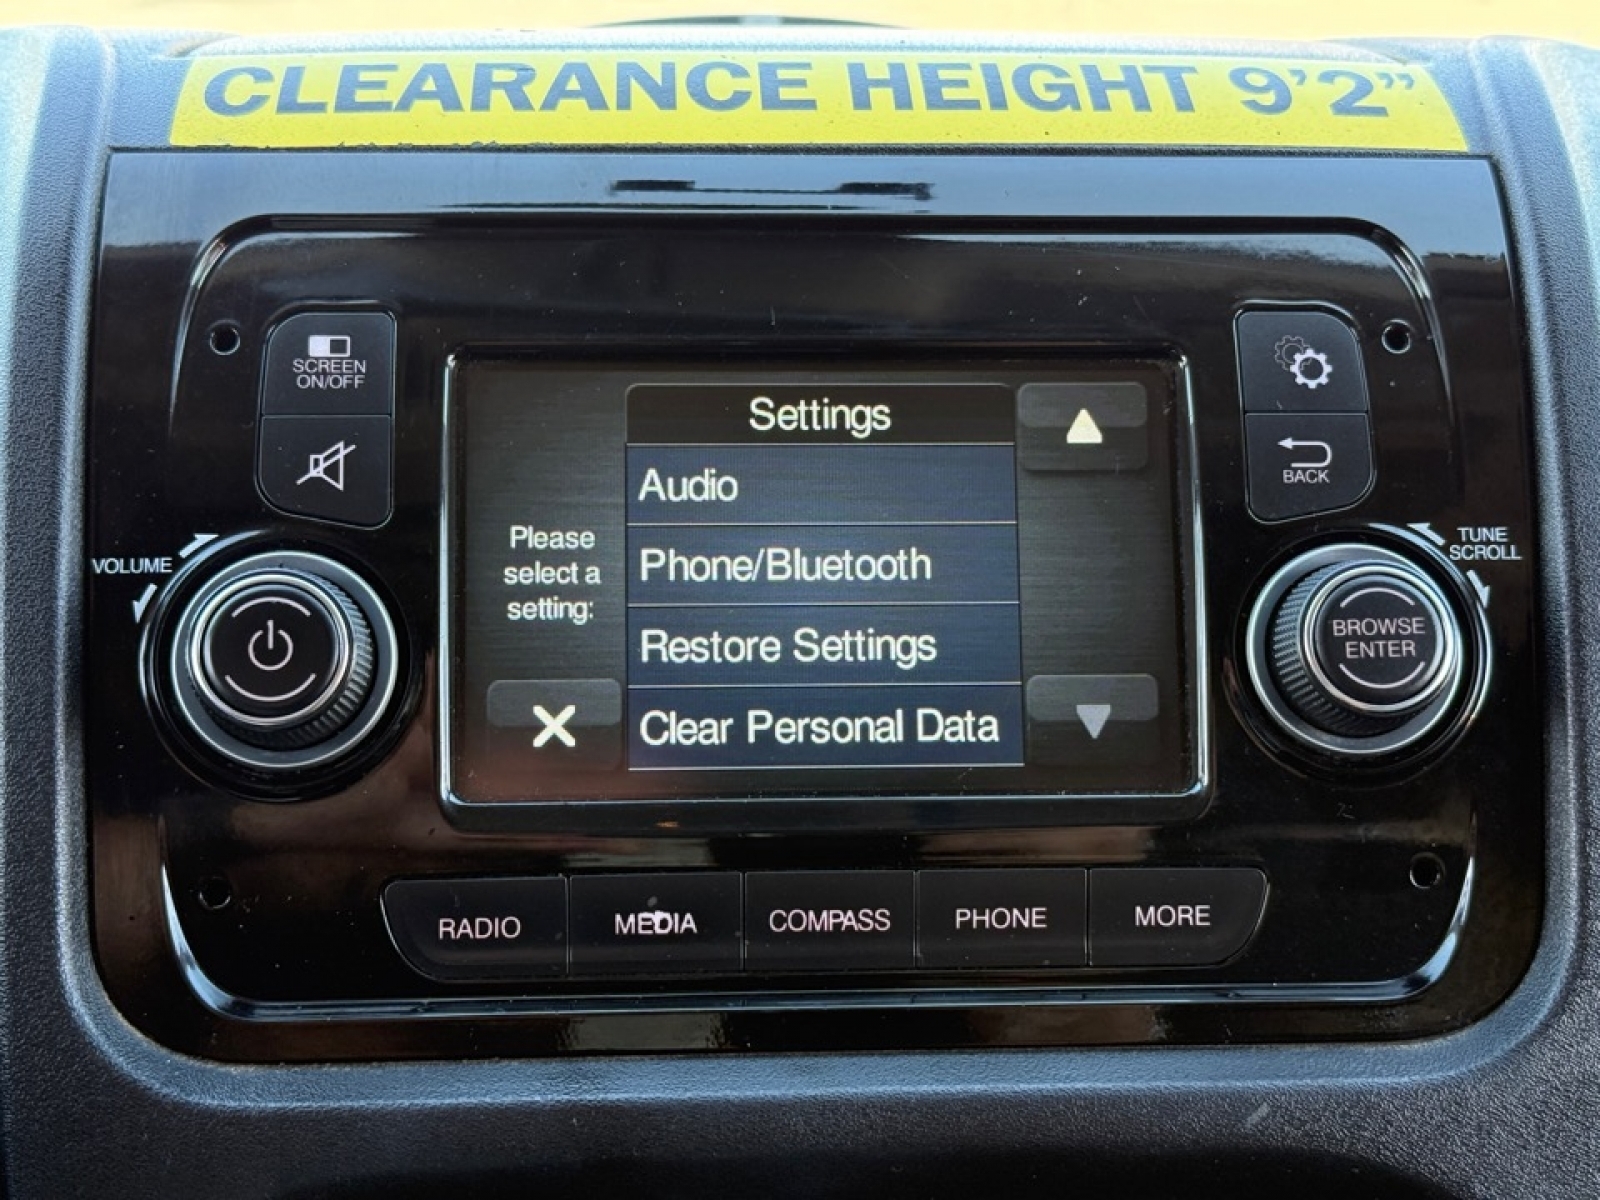 CLEARANCE HEIGHT 9’2”
SCREEN
ON/OFF
BACK
VOLUME
TUNE
SCROLL
Settings
Please
select a
setting:
Audio
Phone/Bluetooth
Restore Settings
Clear Personal Data
BROWSE
ENTER
RADIO
MEDIA
COMPASS
PHONE
MORE